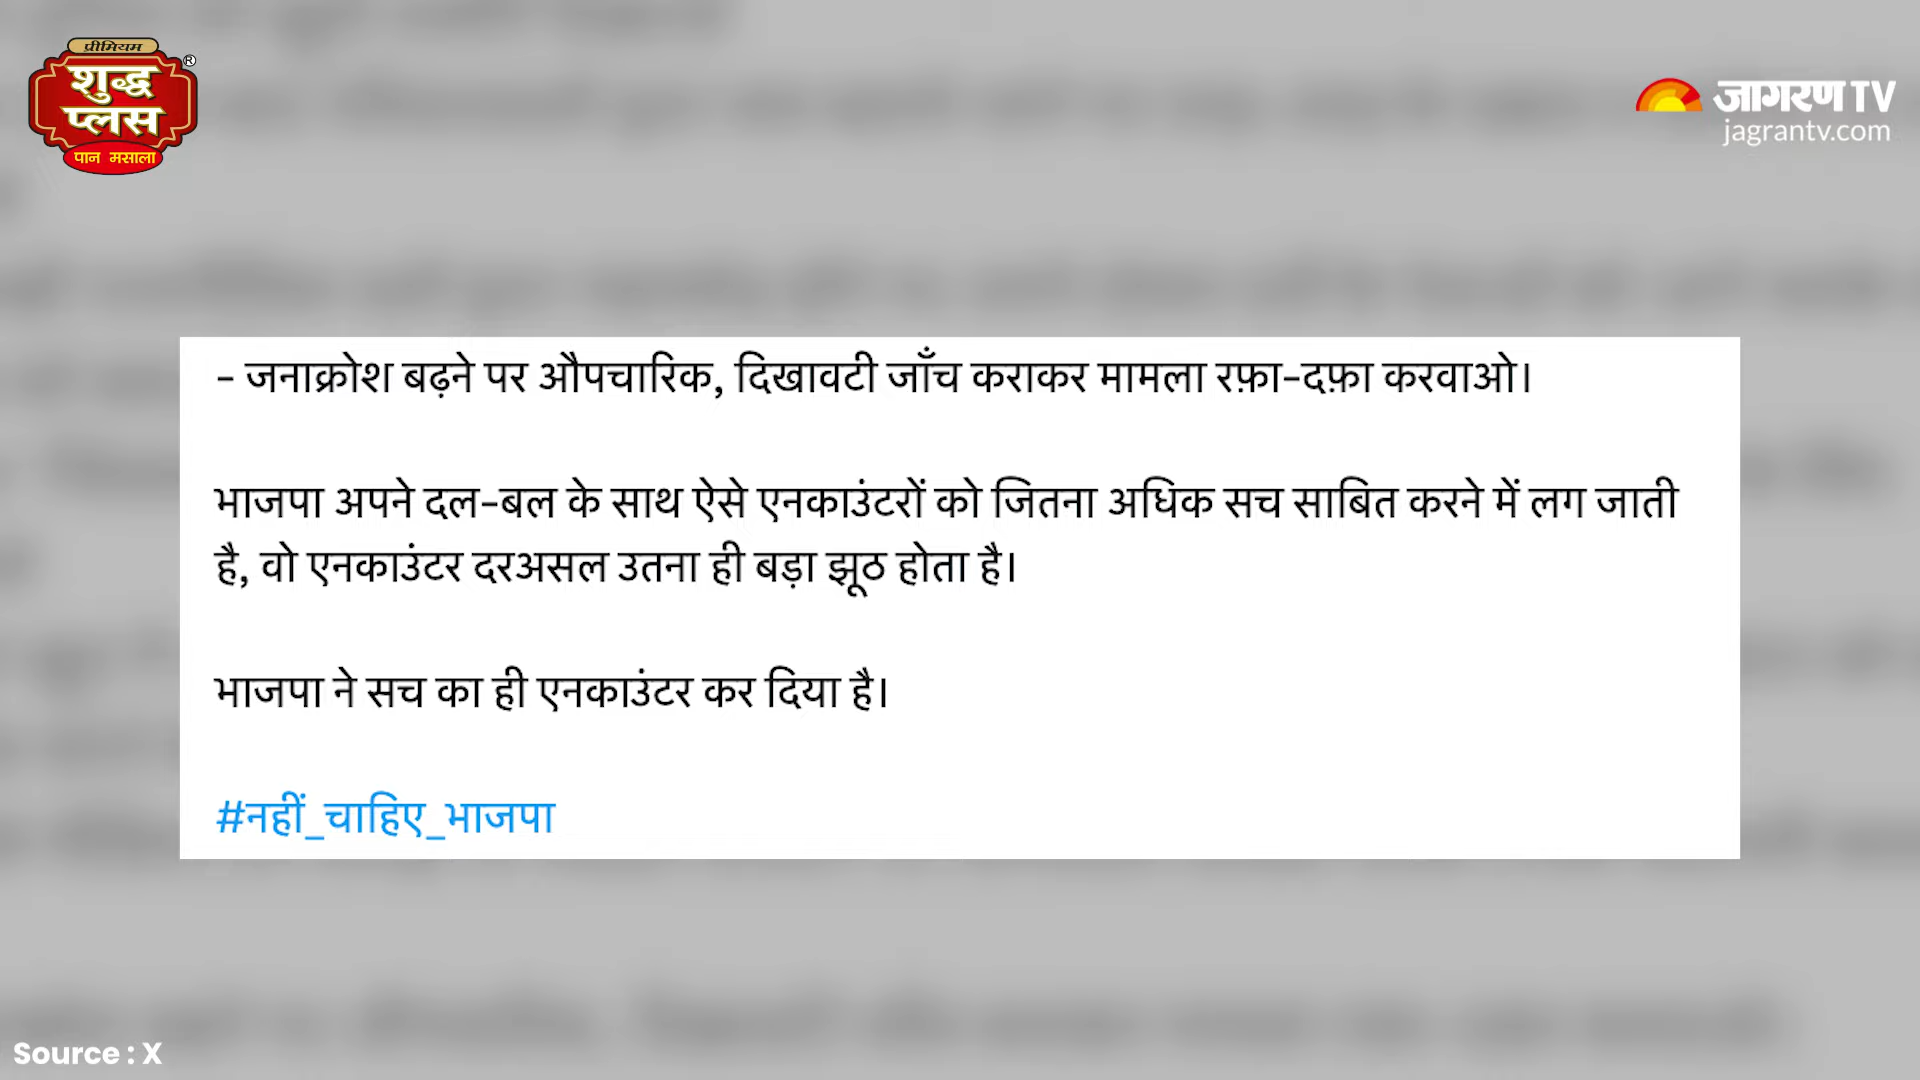 प्रीमियम
शुद्ध
प्लस
®
पान मसाला
जागरण TV
jagrantv.com
- जनाक्रोश बढ़ने पर औपचारिक, दिखावटी जाँच कराकर मामला रफ़ा-दफ़ा करवाओ।
भाजपा अपने दल-बल के साथ ऐसे एनकाउंटरों को जितना अधिक सच साबित करने में लग जाती
है, वो एनकाउंटर दरअसल उतना ही बड़ा झूठ होता है।
भाजपा ने सच का ही एनकाउंटर कर दिया है।
#नहीं_चाहिए_भाजपा
Source : X